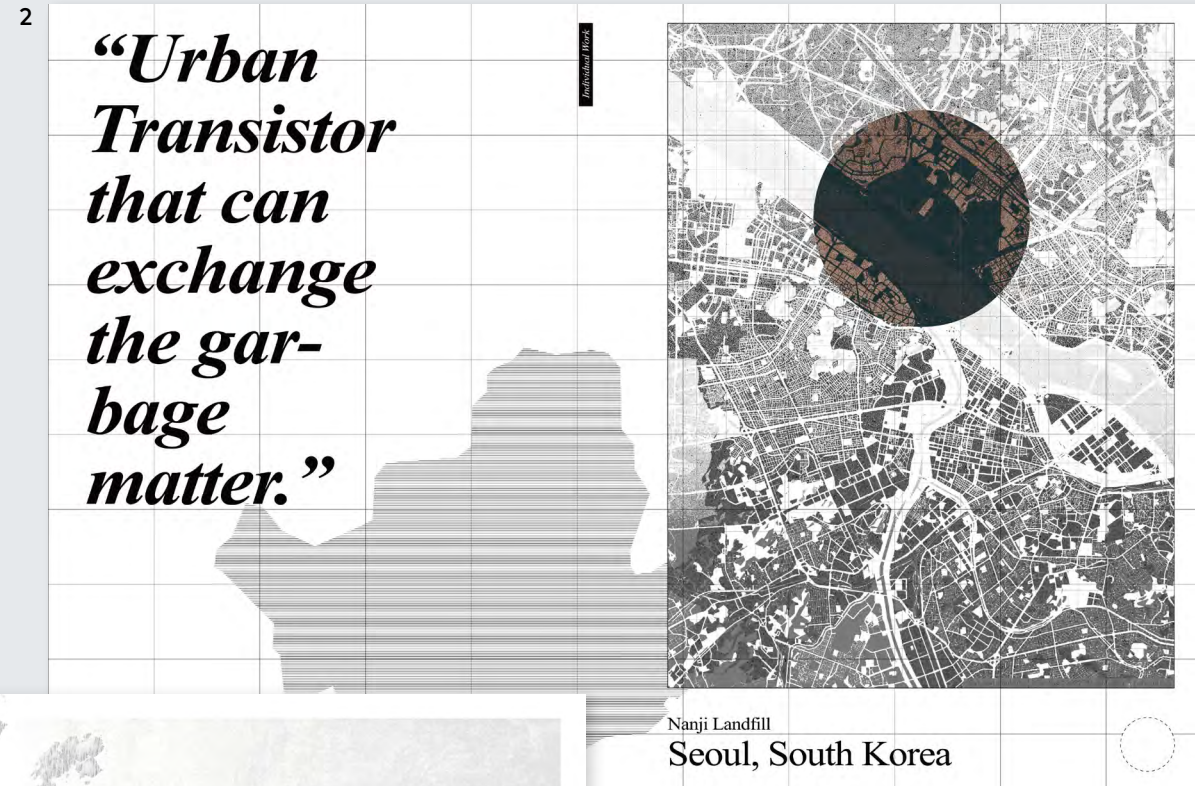 2
“Urban
Transistor
that can
exchange
the gar-
bage
matter.”
Individual Work
Nanji Landfill
Seoul, South Korea